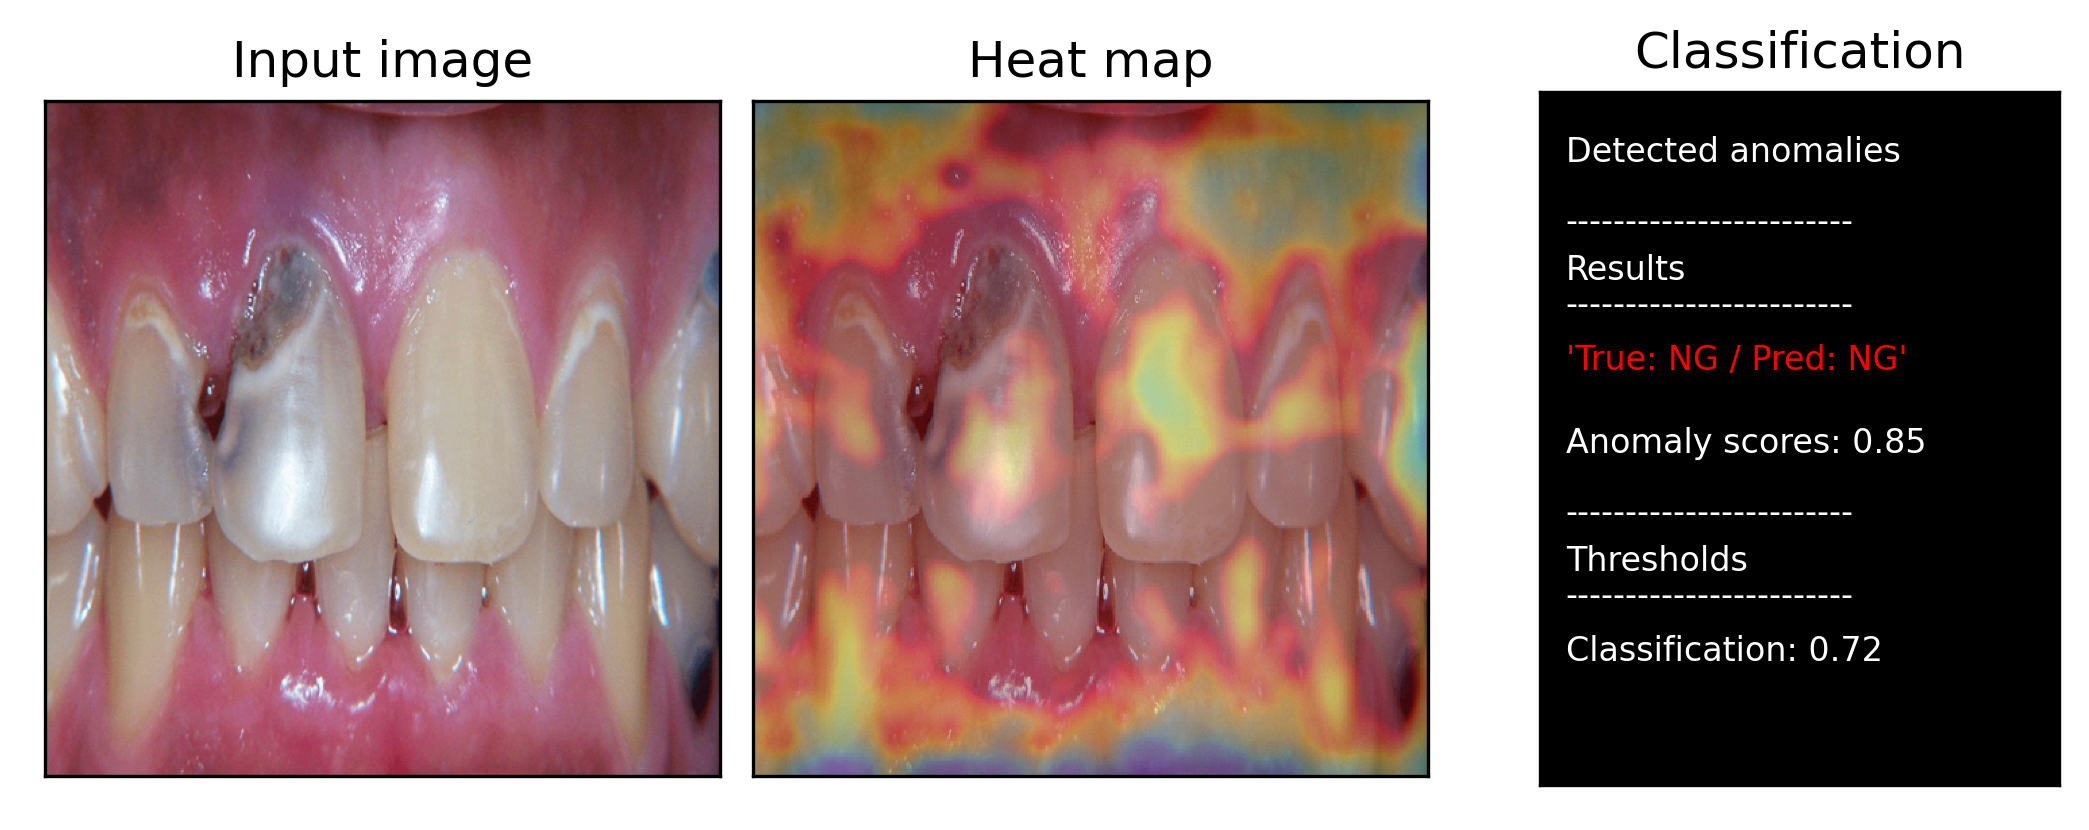 Input image
Heat map
Classification
Detected anomalies
------------------------
Results
------------------------
'True: NG / Pred: NG'
Anomaly scores: 0.85
------------------------
Thresholds
------------------------
Classification: 0.72